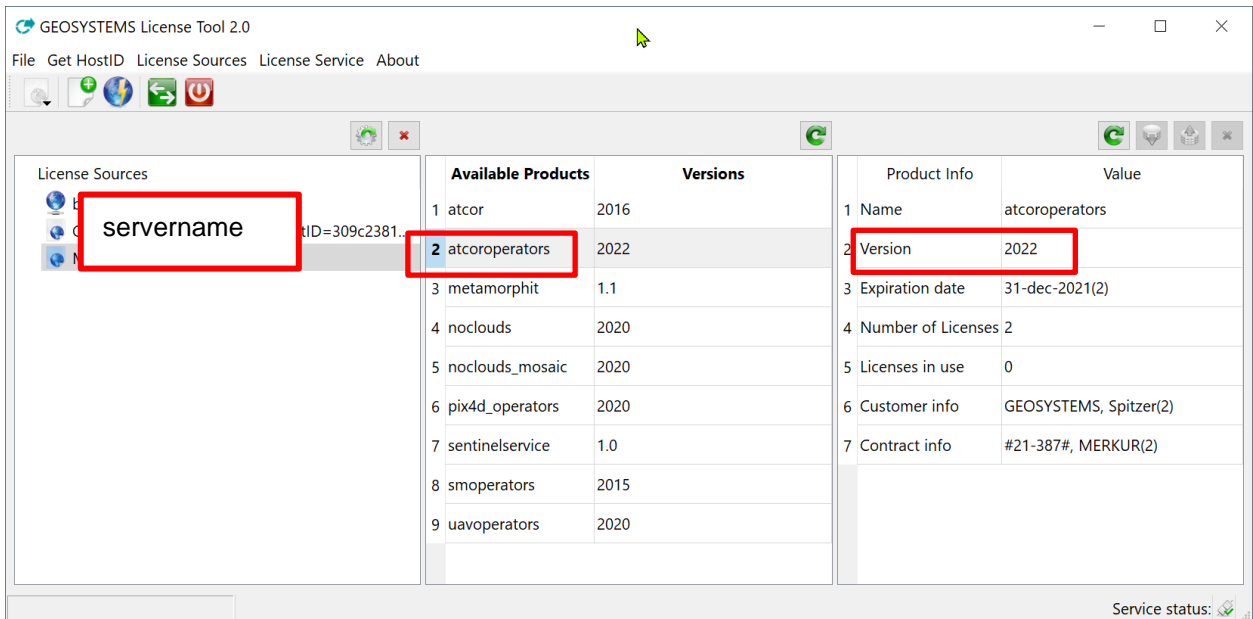 GEOSYSTEMS License Tool 2.0
File Get HostID License Sources License Service About
License Sources
servername
tID=309c2381...
Available Products Versions
1 atcor 2016
2 atcoroperators 2022
3 metamorphit 1.1
4 noclouds 2020
5 noclouds_mosaic 2020
6 pix4d_operators 2020
7 sentinelservice 1.0
8 smoperators 2015
9 uavoperators 2020
Product Info Value
1 Name atcoroperators
2 Version 2022
3 Expiration date 31-dec-2021(2)
4 Number of Licenses 2
5 Licenses in use 0
6 Customer info GEOSYSTEMS, Spitzer(2)
7 Contract info #21-387#, MERKUR(2)
Service status: